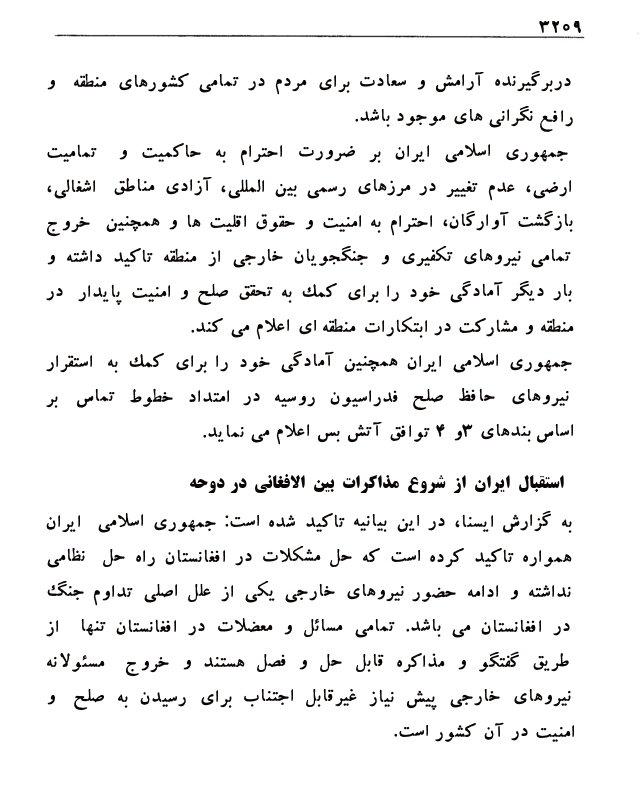 ۳۲۰۹
دربرگیرنده آرامش و سعادت برای مردم در تمامی کشورهای منطقه و
رافع نگرانی های موجود باشد.
جمهوری اسلامی ایران بر ضرورت احترام به حاکمیت و تمامیت
ارضی، عدم تغییر در مرزهای رسمی بین المللی، آزادی مناطق اشغالی،
بازگشت آوارگان، احترام به امنیت و حقوق اقلیت ها و همچنین خروج
تمامی نیروهای تکفیری و جنگجویان خارجی از منطقه تاکید داشته و
بار دیگر آمادگی خود را برای کمک به تحقق صلح و امنیت پایدار در
منطقه و مشارکت در ابتکارات منطقه ای اعلام می کند.
جمهوری اسلامی ایران همچنین آمادگی خود را برای کمک به استقرار
نیروهای حافظ صلح فدراسیون روسیه در امتداد خطوط تماس بر
اساس بندهای ۳و ۴ توافق آتش بس اعلام می نماید.
استقبال ایران از شروع مذاکرات بین الافغانی در دوحه
به گزارش ایسنا، در این بیانیه تاکید شده است: جمهوری اسلامی ایران
همواره تاکید کرده است که حل مشکلات در افغانستان راه حل نظامی
نداشته و ادامه حضور نیروهای خارجی یکی از علل اصلی تداوم جنگ
در افغانستان می باشد. تمامی مسائل و معضلات در افغانستان تنها از
طریق گفتگو و مذاکره قابل حل و فصل هستند و خروج مسئولانه
نیروهای خارجی پیش نیاز غیرقابل اجتناب برای رسیدن به صلح و
امنیت در آن کشور است.